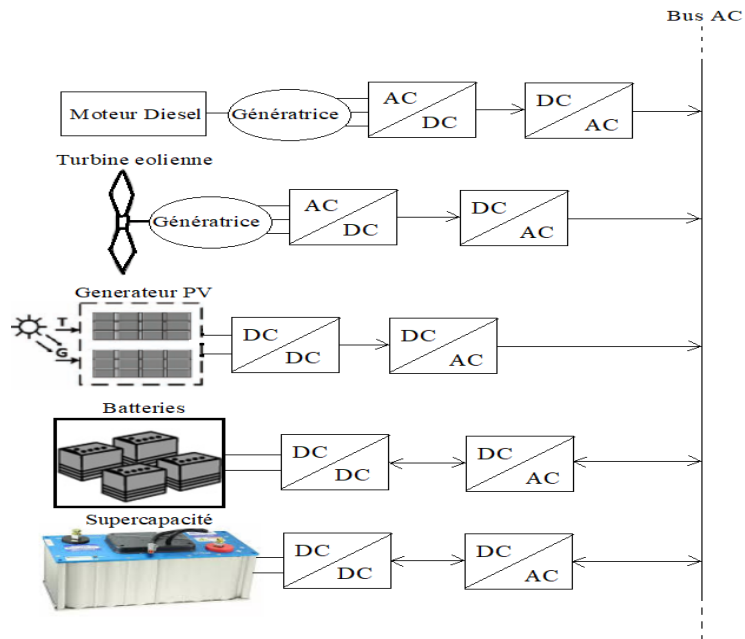 Bus AC
Moteur Diesel
Génératrice
AC
DC
DC
AC
Turbine eolienne
Génératrice
AC
DC
DC
AC
Generateur PV
T
G
DC
DC
DC
AC
Batteries
DC
DC
DC
AC
Supercapacité
DC
DC
DC
AC